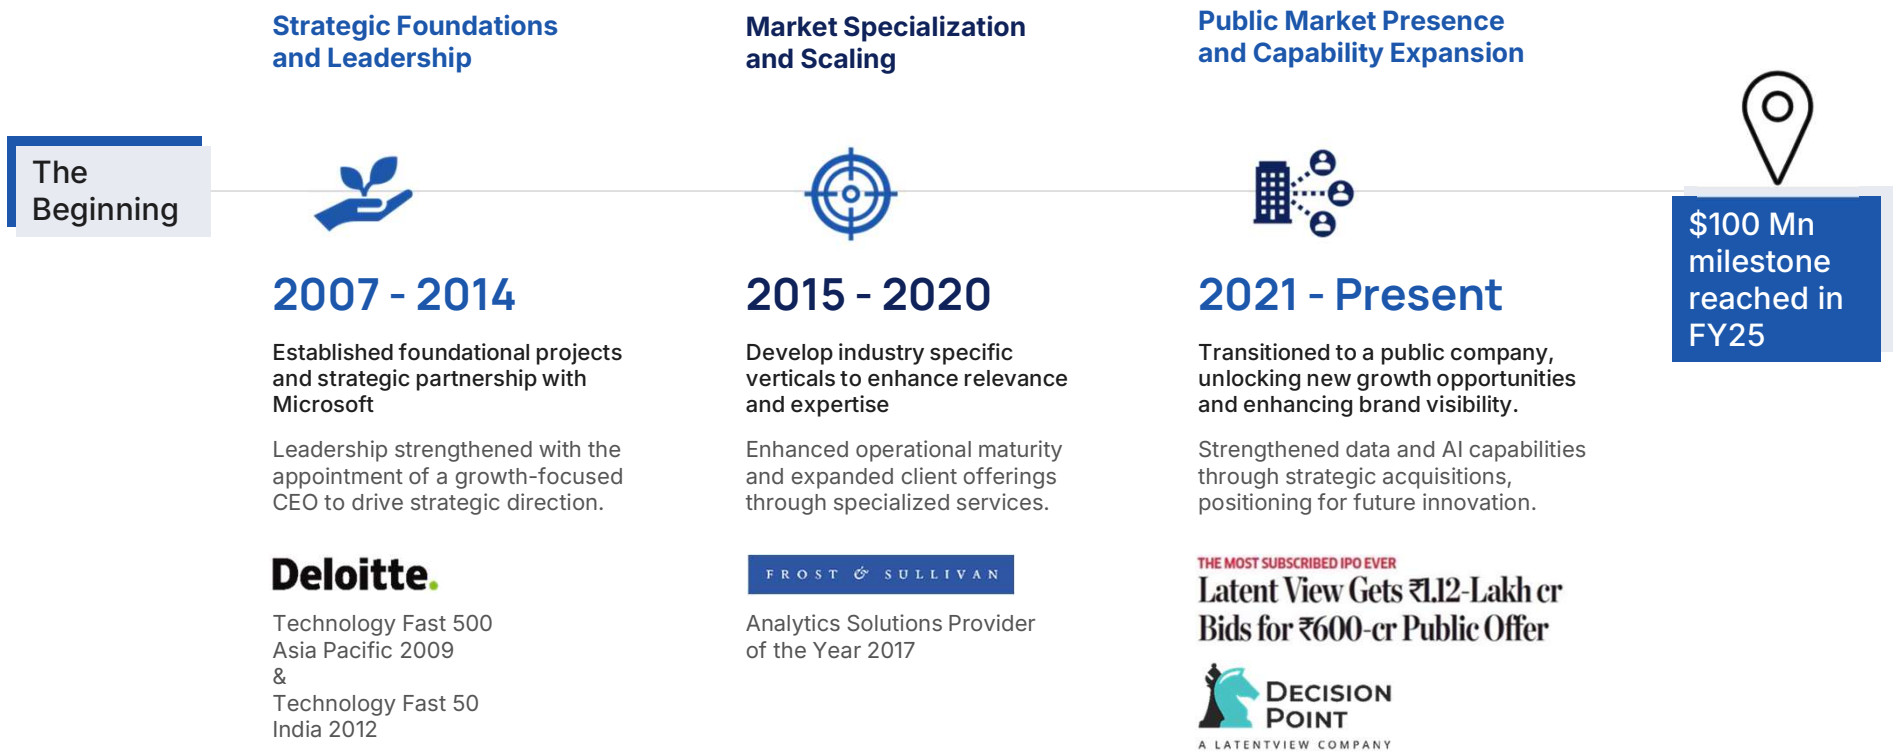 Strategic Foundations
and Leadership
Market Specialization
and Scaling
Public Market Presence
and Capability Expansion
The
Beginning
$100 Mn
milestone
reached in
FY25
2007 - 2014
Established foundational projects
and strategic partnership with
Microsoft
Leadership strengthened with the
appointment of a growth-focused
CEO to drive strategic direction.
Deloitte.
Technology Fast 500
Asia Pacific 2009
&
Technology Fast 50
India 2012
2015 - 2020
Develop industry specific
verticals to enhance relevance
and expertise
Enhanced operational maturity
and expanded client offerings
through specialized services.
FROST & SULLIVAN
Analytics Solutions Provider
of the Year 2017
2021 - Present
Transitioned to a public company,
unlocking new growth opportunities
and enhancing brand visibility.
Strengthened data and AI capabilities
through strategic acquisitions,
positioning for future innovation.
THE MOST SUBSCRIBED IPO EVER
Latent View Gets ₹1.12-Lakh cr
Bids for ₹600-cr Public Offer
DECISION
POINT
A LATENTVIEW COMPANY